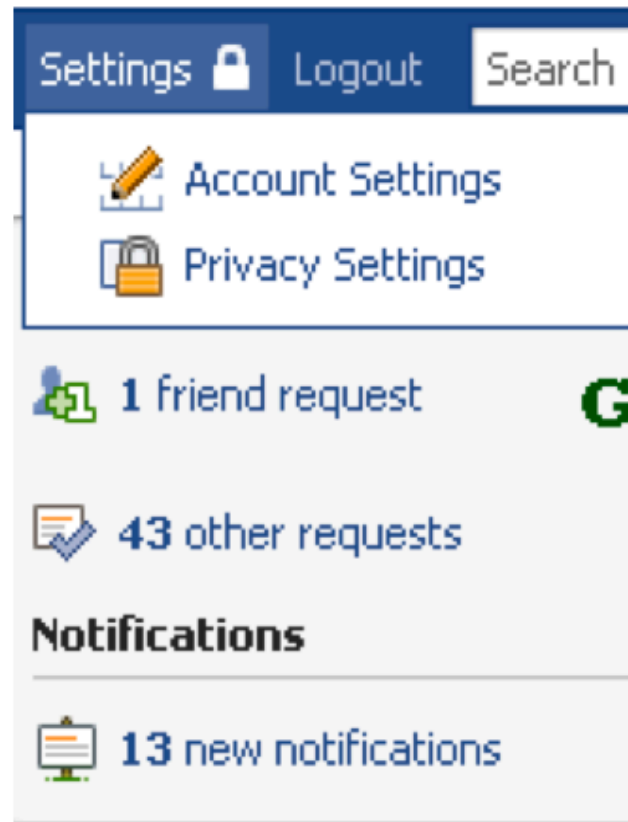 Settings Logout Search
Account Settings
Privacy Settings
1 friend request G
43 other requests
Notifications
13 new notifications